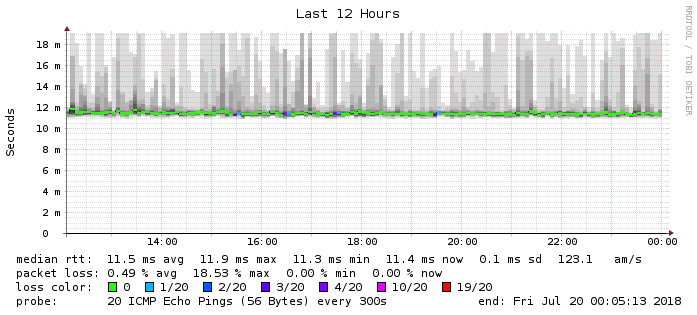 Last 12 Hours
RRDTOOL / TOBI OETIKER
Seconds
18 m
16 m
14 m
12 m
10 m
8 m
6 m
4 m
2 m
0
14:00 16:00 18:00 20:00 22:00 00:00
median rtt: 11.5 ms avg 11.9 ms max 11.3 ms min 11.4 ms now 0.1 ms sd 123.1 am/s
packet loss: 0.49 % avg 18.53 % max 0.00 % min 0.00 % now
loss color: 0 1/20 2/20 3/20 4/20 10/20 19/20
probe: 20 ICMP Echo Pings (56 Bytes) every 300s end: Fri Jul 20 00:05:13 2018